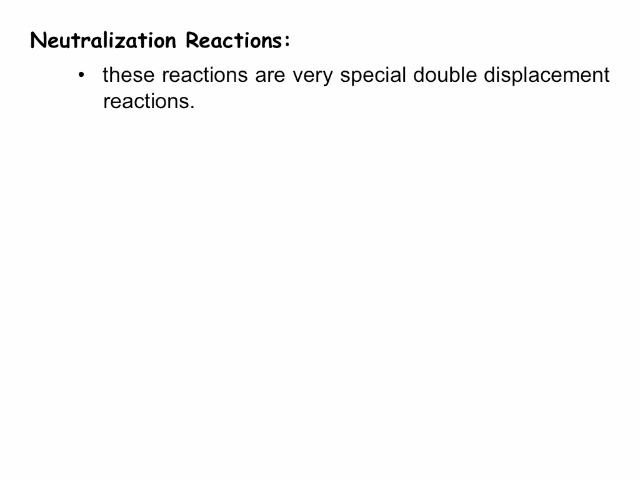 Neutralization Reactions:
• these reactions are very special double displacement
reactions.